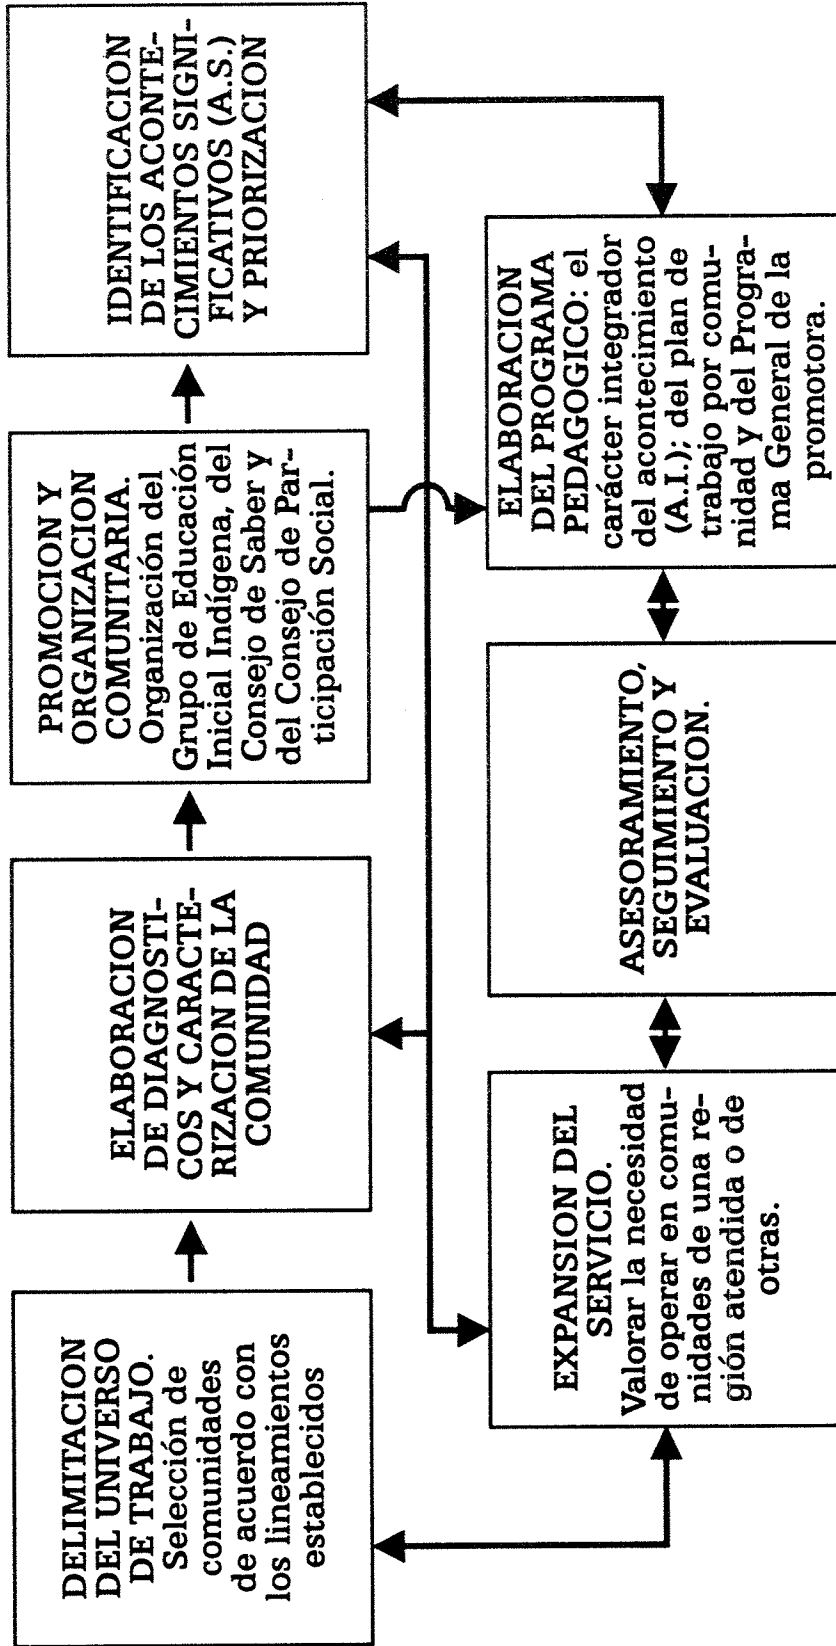 DELIMITACION
DEL UNIVERSO
DE TRABAJO.
Selección de
comunidades
de acuerdo con
los lineamientos
establecidos
ELABORACION
DE DIAGNOSTI-
COS Y CARACTE-
RIZACION DE LA
COMUNIDAD
PROMOCION Y
ORGANIZACION
COMUNITARIA.
Organización del
Grupo de Educación
Inicial Indígena, del
Consejo de Saber y
del Consejo de Par-
ticipación Social.
IDENTIFICACION
DE LOS ACONTE-
CIMIENTOS SIGNI-
FICATIVOS (A.S.)
Y PRIORIZACION
EXPANSION DEL
SERVICIO.
Valorar la necesidad
de operar en comu-
nidades de una re-
gión atendida o de
otras.
ASESORAMIENTO,
SEGUIMIENTO Y
EVALUACION.
ELABORACION
DEL PROGRAMA
PEDAGOGICO: el
carácter integrador
del acontecimiento
(A.I.); del plan de
trabajo por comu-
nidad y del Progra-
ma General de la
promotora.